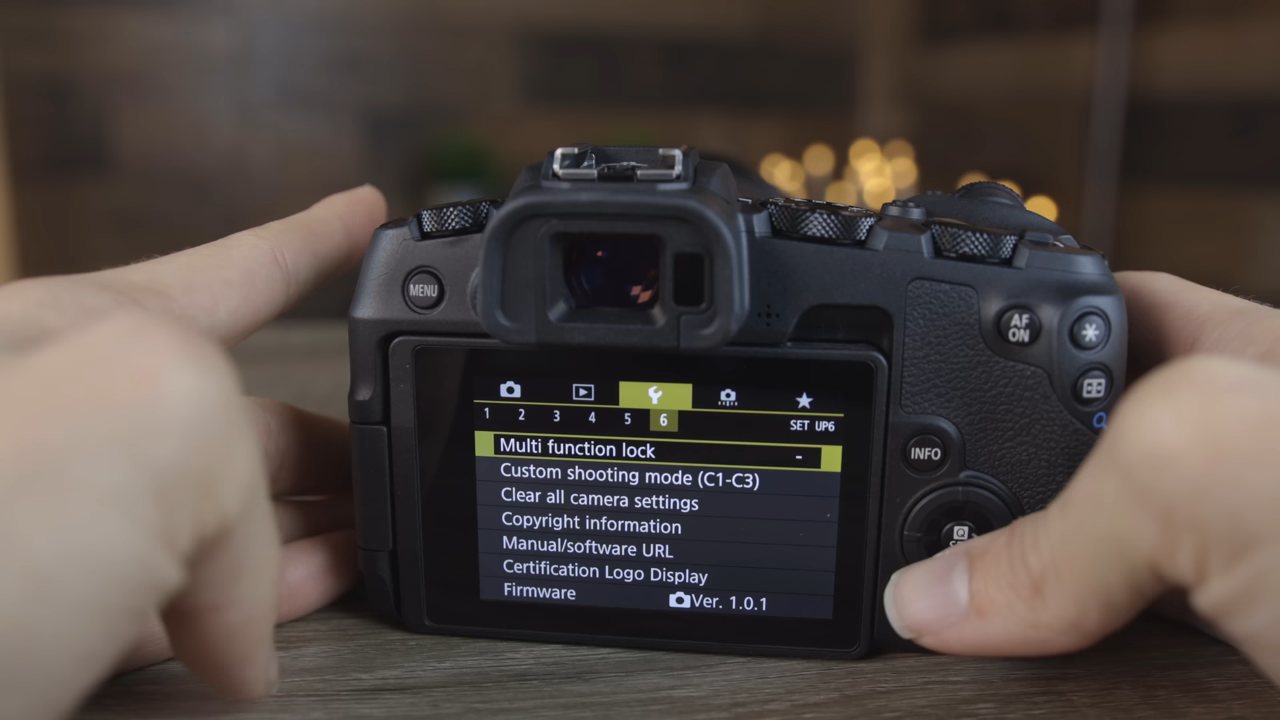 MENU
AF
ON
INFO
Q
1 2 3 4 5 6
SET UP6
Multi function lock -
Custom shooting mode (C1-C3)
Clear all camera settings
Copyright information
Manual/software URL
Certification Logo Display
Firmware Ver. 1.0.1